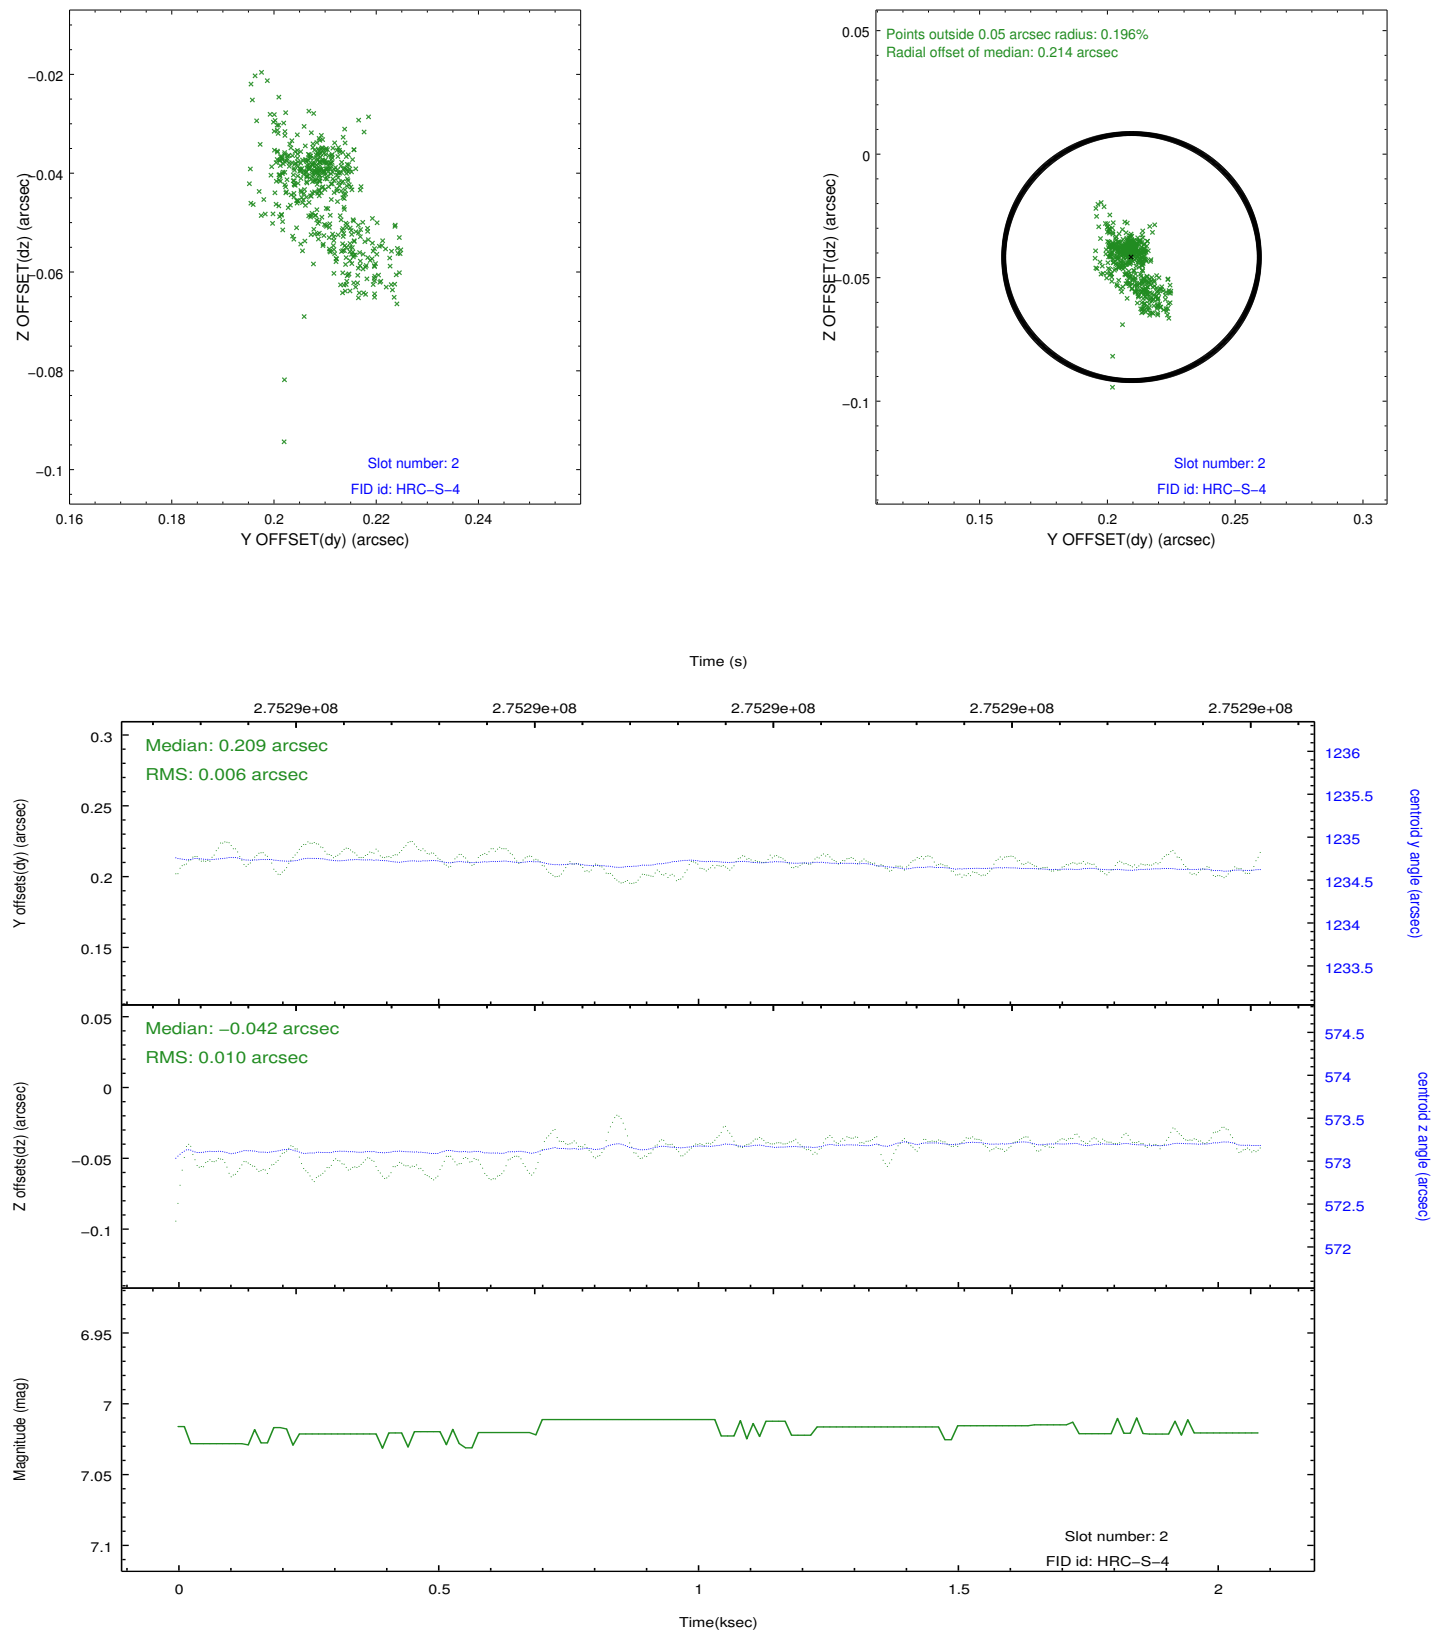 −0.02
−0.04
−0.06
−0.08
−0.1
Z OFFSET(dz) (arcsec)
Slot number: 2
FID id: HRC−S−4
0.16
0.18
0.2
0.22
0.24
Y OFFSET(dy) (arcsec)
Points outside 0.05 arcsec radius: 0.196%
Radial offset of median: 0.214 arcsec
0.05
0
−0.05
−0.1
Z OFFSET(dz) (arcsec)
Slot number: 2
FID id: HRC−S−4
0.15
0.2
0.25
0.3
Y OFFSET(dy) (arcsec)
Time (s)
2.7529e+08
2.7529e+08
2.7529e+08
2.7529e+08
2.7529e+08
Median: 0.209 arcsec
RMS: 0.006 arcsec
0.3
0.25
0.2
0.15
Y offsets(dy) (arcsec)
1236
1235.5
1235
1234.5
1234
1233.5
centroid y angle (arcsec)
Median: −0.042 arcsec
RMS: 0.010 arcsec
0.05
0
−0.05
−0.1
Z offsets(dz) (arcsec)
574.5
574
573.5
573
572.5
572
centroid z angle (arcsec)
6.95
7
7.05
7.1
Magnitude (mag)
Slot number: 2
FID id: HRC−S−4
0
0.5
1
1.5
2
Time(ksec)